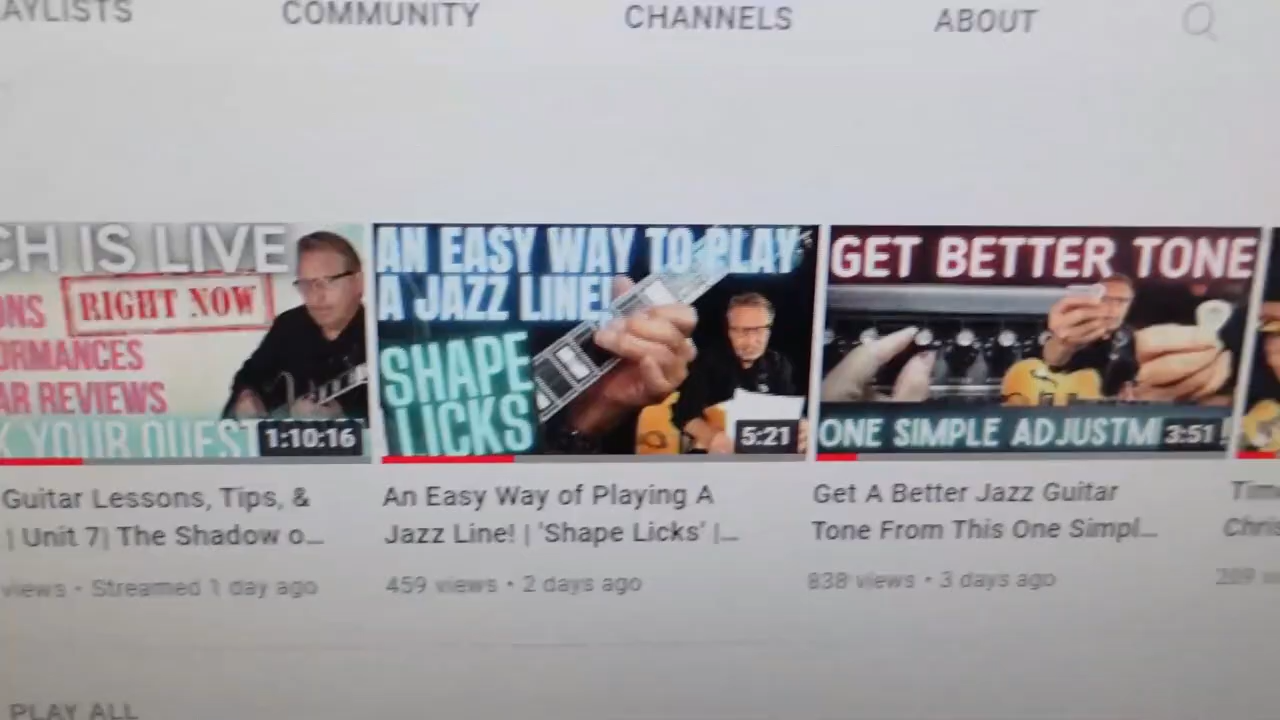 AYLISTS COMMUNITY CHANNELS ABOUT
CH IS LIVE
RIGHT NOW
ONS
ORMANCES
AR REVIEWS
K YOUR QUEST
1:10:16
Guitar Lessons, Tips, &
| Unit 7| The Shadow o...
views • Streamed 1 day ago
AN EASY WAY TO PLAY
A JAZZ LINE!
SHAPE
LICKS
5:21
An Easy Way of Playing A
Jazz Line! | 'Shape Licks' |...
459 views • 2 days ago
GET BETTER TONE
ONE SIMPLE ADJUSTM
3:51
Get A Better Jazz Guitar
Tone From This One Simpl...
838 views • 3 days ago
PLAY ALL